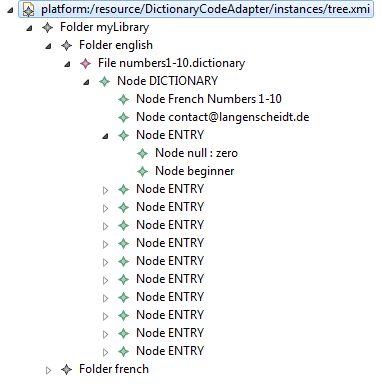 platform:/resource/DictionaryCodeAdapter/instances/tree.xmi
Folder myLibrary
Folder english
File numbers1-10.dictionary
Node DICTIONARY
Node French Numbers 1-10
Node contact@langenscheidt.de
Node ENTRY
Node null : zero
Node beginner
Node ENTRY
Node ENTRY
Node ENTRY
Node ENTRY
Node ENTRY
Node ENTRY
Node ENTRY
Node ENTRY
Node ENTRY
Node ENTRY
Folder french